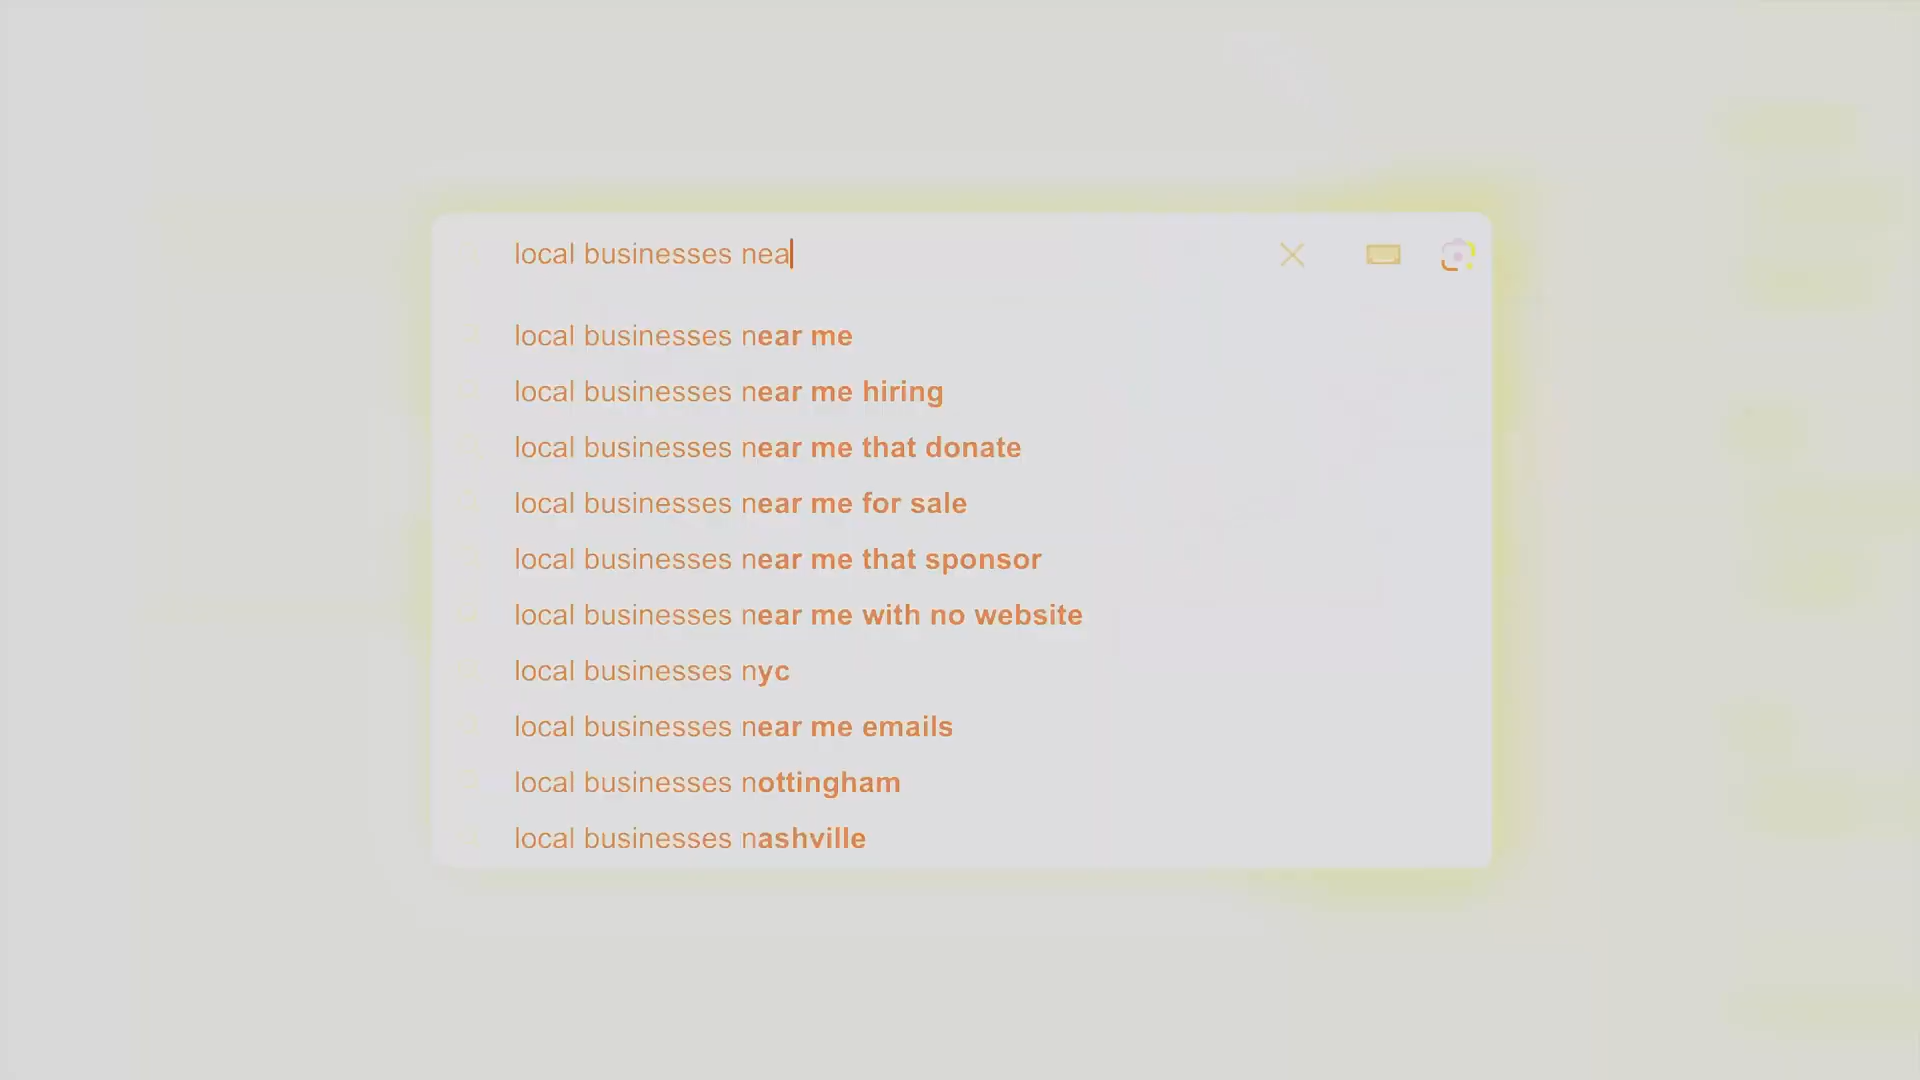 local businesses nea
local businesses near me
local businesses near me hiring
local businesses near me that donate
local businesses near me for sale
local businesses near me that sponsor
local businesses near me with no website
local businesses nyc
local businesses near me emails
local businesses nottingham
local businesses nashville